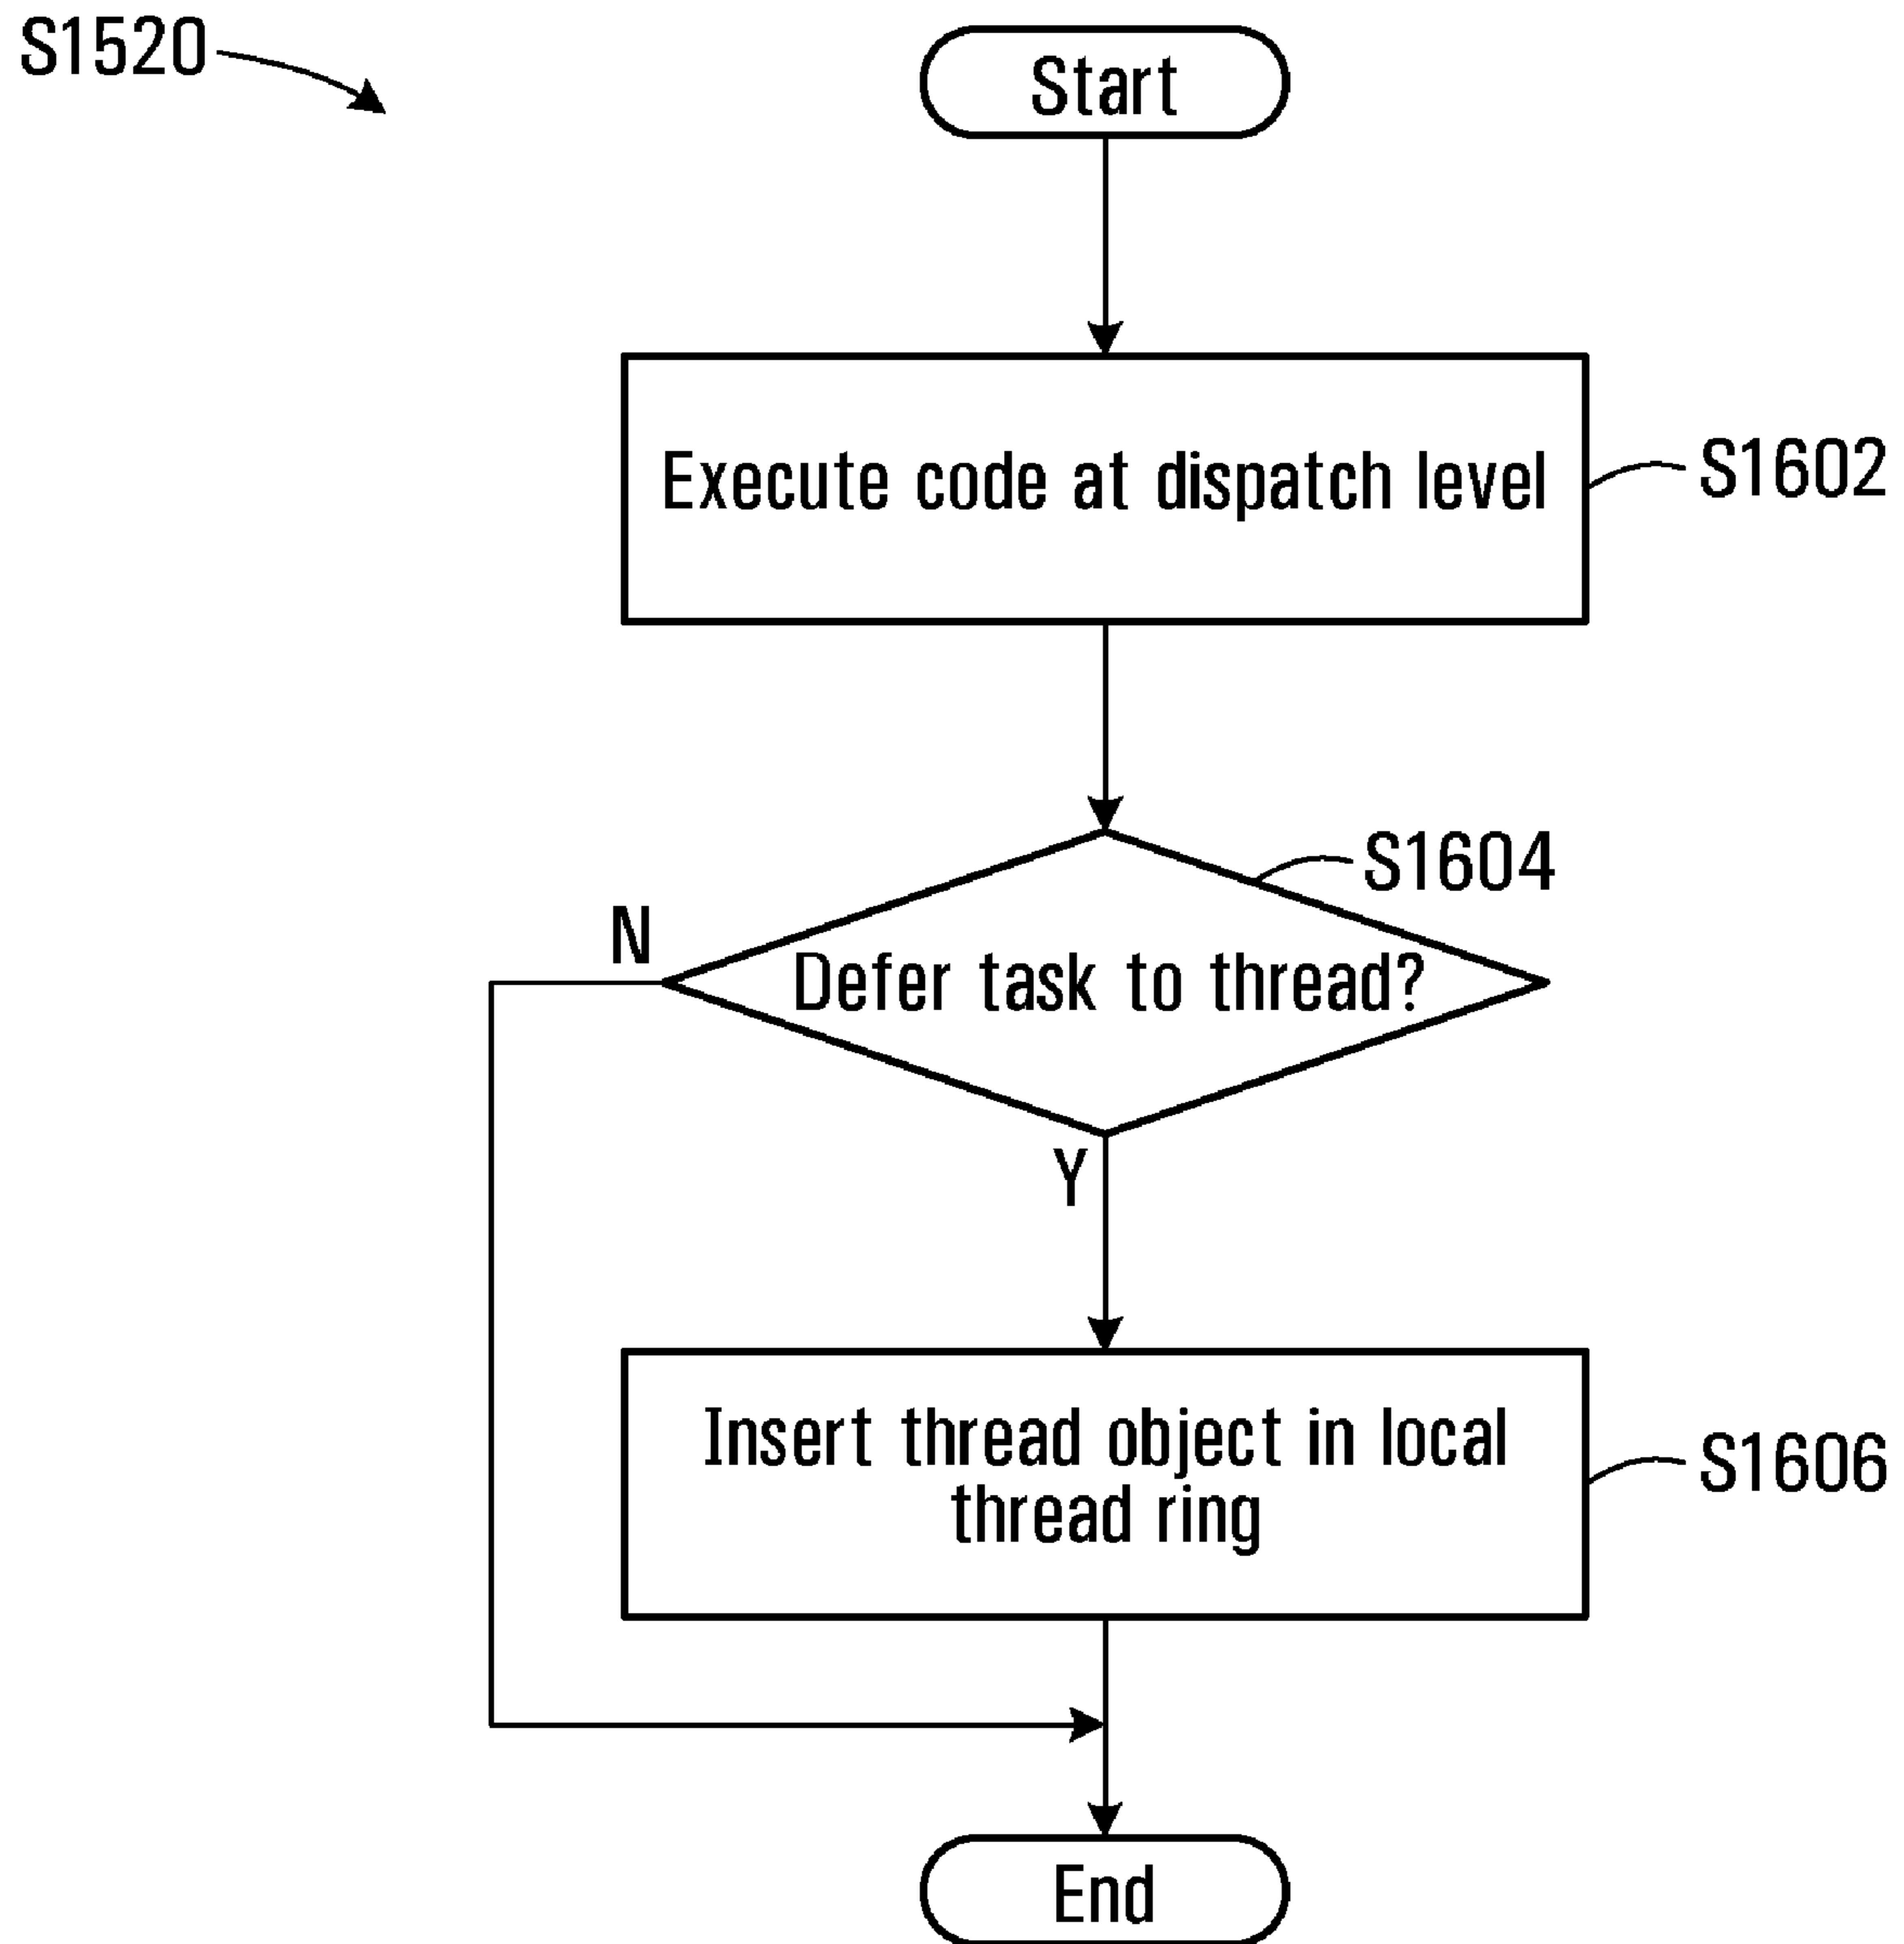 S1520
Start
Execute code at dispatch level
S1602
S1604
N
Defer task to thread?
Y
Insert thread object in local
thread ring
S1606
End